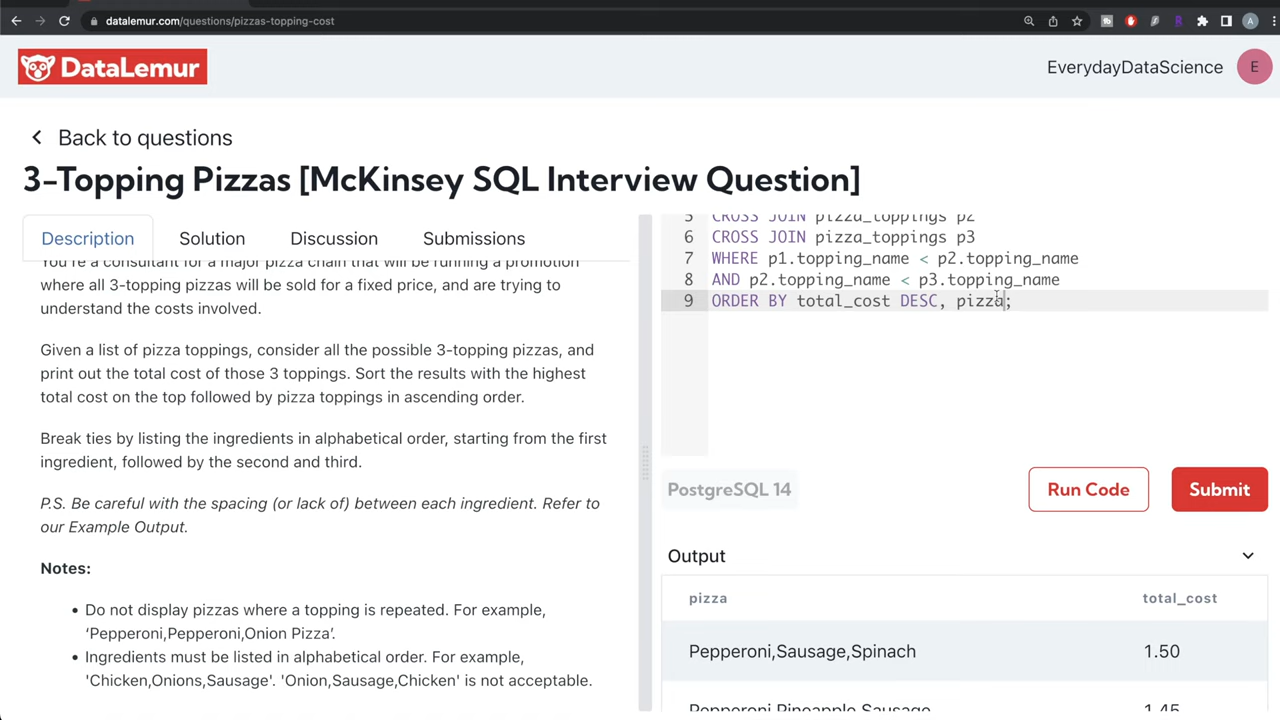 datalemur.com/questions/pizzas-topping-cost
A
DataLemur
EverydayDataScience
E
Back to questions
3-Topping Pizzas [McKinsey SQL Interview Question]
Description
Solution
Discussion
Submissions
You're a consultant for a major pizza chain that will be running a promotion
where all 3-topping pizzas will be sold for a fixed price, and are trying to
understand the costs involved.
Given a list of pizza toppings, consider all the possible 3-topping pizzas, and
print out the total cost of those 3 toppings. Sort the results with the highest
total cost on the top followed by pizza toppings in ascending order.
Break ties by listing the ingredients in alphabetical order, starting from the first
ingredient, followed by the second and third.
P.S. Be careful with the spacing (or lack of) between each ingredient. Refer to
our Example Output.
Notes:
• Do not display pizzas where a topping is repeated. For example,
‘Pepperoni,Pepperoni,Onion Pizza’.
• Ingredients must be listed in alphabetical order. For example,
'Chicken,Onions,Sausage'. 'Onion,Sausage,Chicken' is not acceptable.
5 CROSS JOIN pizza_toppings p2
6 CROSS JOIN pizza_toppings p3
7 WHERE p1.topping_name < p2.topping_name
8 AND p2.topping_name < p3.topping_name
9 ORDER BY total_cost DESC, pizza;
PostgreSQL 14
Run Code
Submit
Output
pizza total_cost
Pepperoni,Sausage,Spinach 1.50
Pepperoni,Pineapple,Sausage 1.45